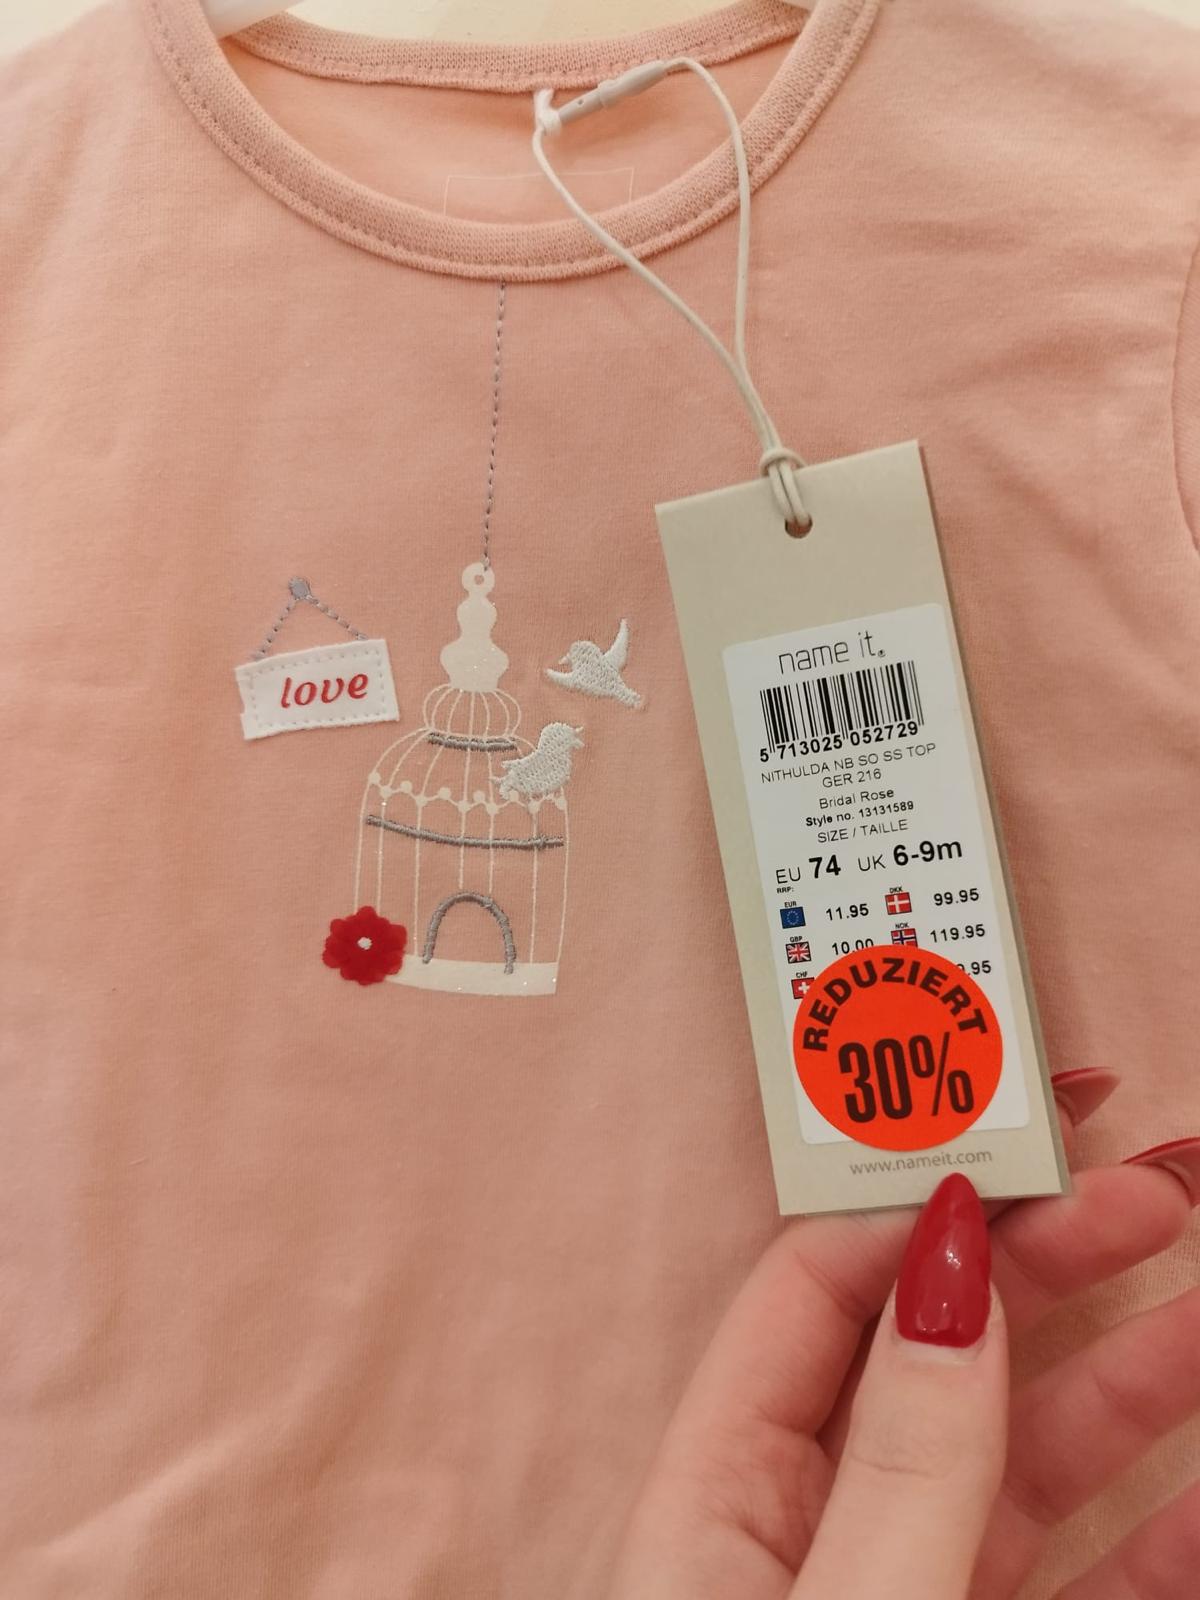 love
name it.
5 713025 052729
NITHULDA NB SO SS TOP
GER 216
Bridal Rose
Style no. 13131589
SIZE / TAILLE
EU 74 UK 6-9m
RRP:
EUR 11.95 DKK 99.95
GBP 10.00 NOK 119.95
CHF 9.95
REDUZIERT
30%
www.nameit.com